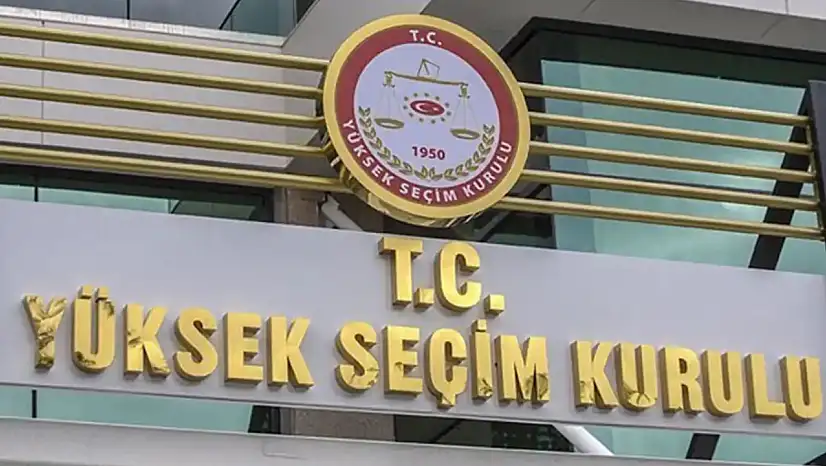 T.C.
1950
YÜKSEK SEÇİM KURULU
T.C.
YÜKSEK SEÇİM KURULU